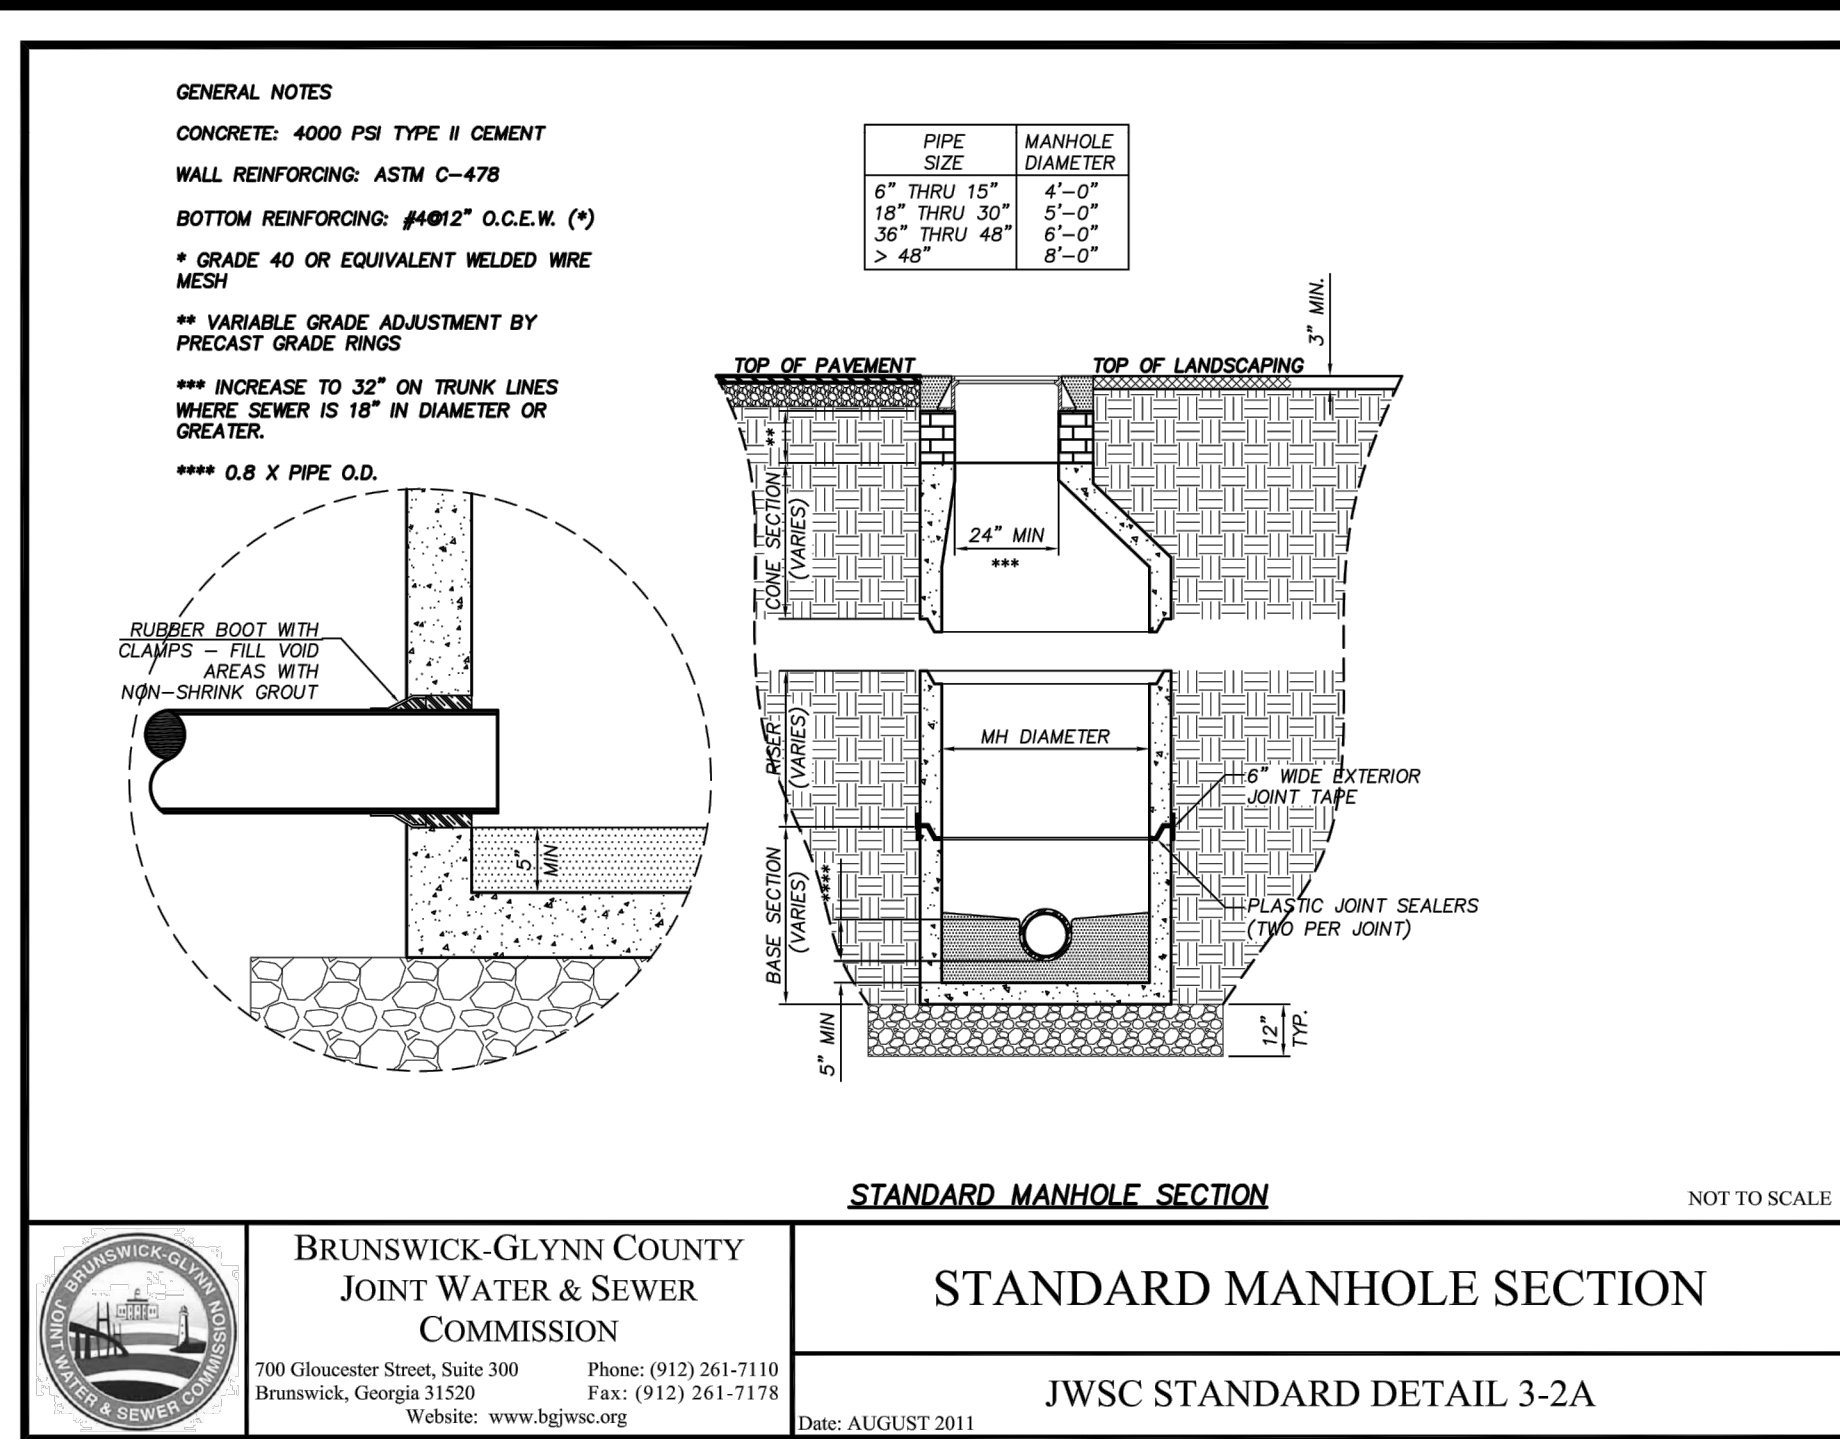 GENERAL NOTES
CONCRETE: 4000 PSI TYPE II CEMENT
WALL REINFORCING: ASTM C-478
BOTTOM REINFORCING: #4@12" O.C.E.W. (*)
* GRADE 40 OR EQUIVALENT WELDED WIRE
MESH
** VARIABLE GRADE ADJUSTMENT BY
PRECAST GRADE RINGS
*** INCREASE TO 32" ON TRUNK LINES
WHERE SEWER IS 18" IN DIAMETER OR
GREATER.
**** 0.8 X PIPE O.D.
PIPE SIZE MANHOLE DIAMETER
6" THRU 15" 4'-0"
18" THRU 30" 5'-0"
36" THRU 48" 6'-0"
> 48" 8'-0"
3" MIN.
TOP OF PAVEMENT
TOP OF LANDSCAPING
**
CONE SECTION
(VARIES)
24" MIN
***
RUBBER BOOT WITH
CLAMPS - FILL VOID
AREAS WITH
NON-SHRINK GROUT
5"
MIN
RISER
(VARIES)
MH DIAMETER
6" WIDE EXTERIOR
JOINT TAPE
BASE SECTION
(VARIES)
****
PLASTIC JOINT SEALERS
(TWO PER JOINT)
5" MIN
12"
TYP.
STANDARD MANHOLE SECTION
NOT TO SCALE
BRUNSWICK-GLYNN
JOINT WATER & SEWER COMMISSION
BRUNSWICK-GLYNN COUNTY
JOINT WATER & SEWER
COMMISSION
700 Gloucester Street, Suite 300 Phone: (912) 261-7110
Brunswick, Georgia 31520 Fax: (912) 261-7178
Website: www.bgjwsc.org
STANDARD MANHOLE SECTION
JWSC STANDARD DETAIL 3-2A
Date: AUGUST 2011